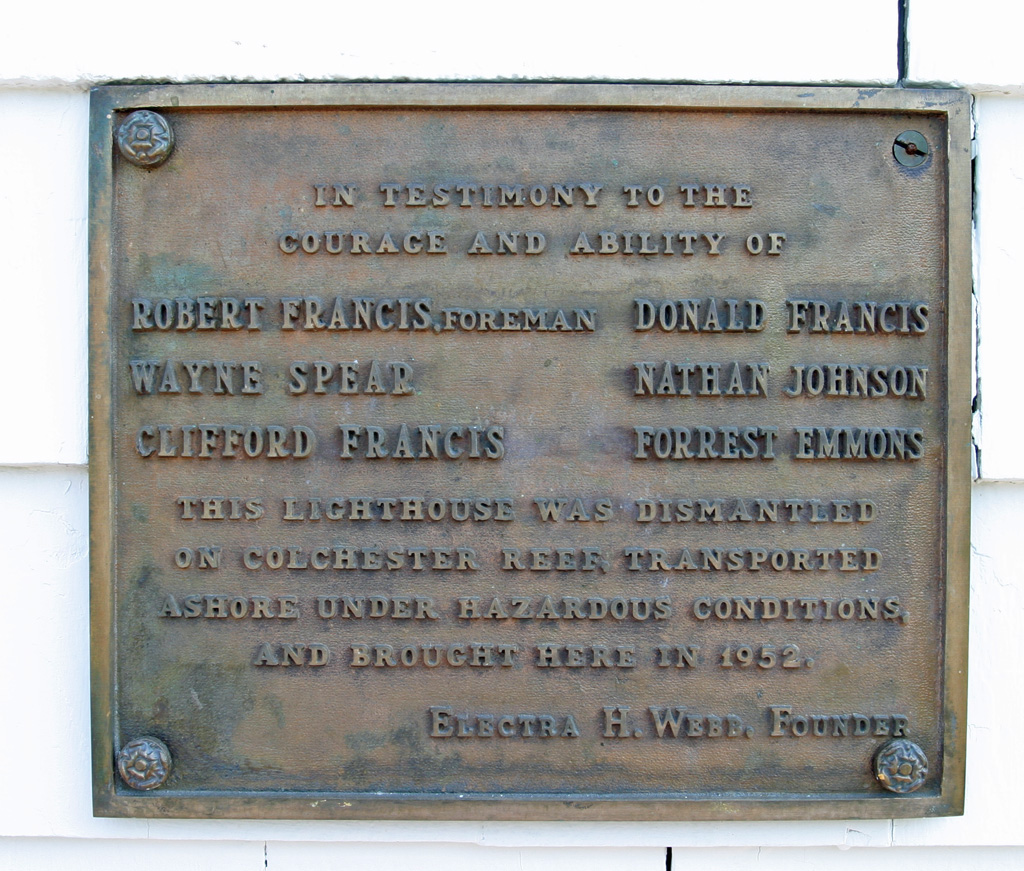 IN TESTIMONY TO THE
COURAGE AND ABILITY OF
ROBERT FRANCIS, FOREMAN DONALD FRANCIS
WAYNE SPEAR NATHAN JOHNSON
CLIFFORD FRANCIS FORREST EMMONS
THIS LIGHTHOUSE WAS DISMANTLED
ON COLCHESTER REEF, TRANSPORTED
ASHORE UNDER HAZARDOUS CONDITIONS,
AND BROUGHT HERE IN 1952.
ELECTRA H. WEBB, FOUNDER